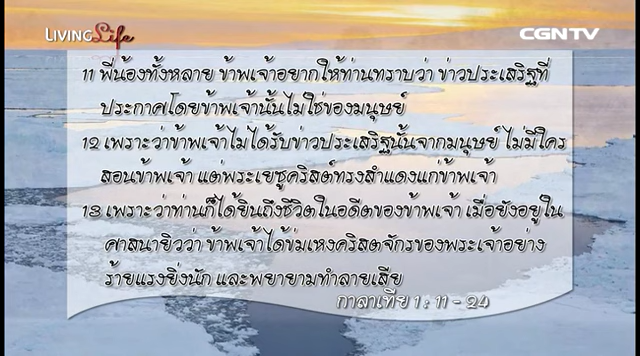 LIVING Life
CGNTV
11 พี่น้องทั้งหลาย ข้าพเจ้าอยากให้ท่านทราบว่า ข่าวประเสริฐที่
ประกาศโดยข้าพเจ้านั้นไม่ใช่ของมนุษย์
12 เพราะว่าข้าพเจ้าไม่ได้รับข่าวประเสริฐนั้นจากมนุษย์ ไม่มีใคร
สอนข้าพเจ้า แต่พระเยซูคริสต์ทรงสำแดงแก่ข้าพเจ้า
13 เพราะว่าท่านก็ได้ยินถึงชีวิตในอดีตของข้าพเจ้า เมื่อยังอยู่ใน
ศาสนายิวว่า ข้าพเจ้าได้ข่มเหงคริสตจักรของพระเจ้าอย่าง
ร้ายแรงยิ่งนัก และพยายามทำลายเสีย
กาลาเทีย 1 : 11 - 24